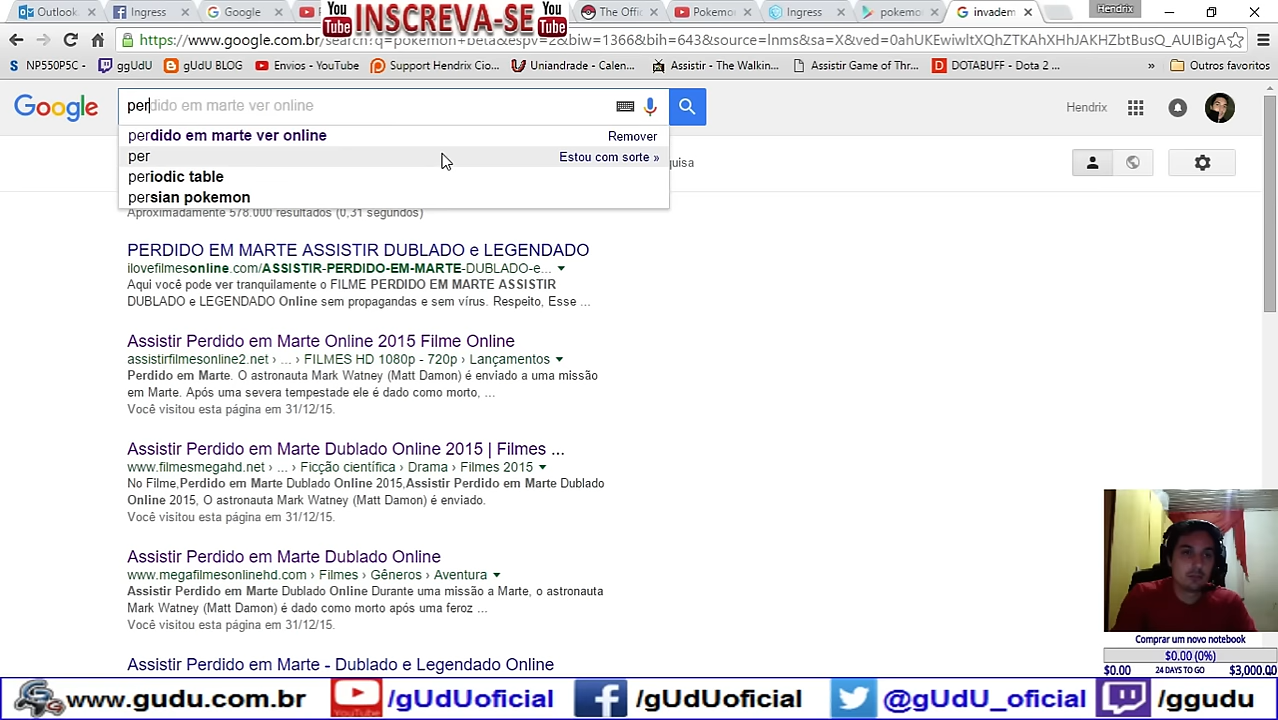 Outlook
Ingress
Google
You Tube INSCREVA-SE You Tube
The Offic
Pokemon
Ingress
pokemon
invadem
Hendrix
https://www.google.com.br/search?q=pokemon+beta&espv=2&biw=1366&bih=643&source=lnms&sa=X&ved=
NP550P5C -
ggUdU
gUdU BLOG
Envios - YouTube
Support Hendrix Cio...
Uniandrade - Calen...
Assistir - The Walkin...
Assistir Game of Thr...
DOTABUFF - Dota 2 ...
»
Outros favoritos
Google
perdido em marte ver online
Hendrix
perdido em marte ver online
Remover
per
Estou com sorte »
periodic table
persian pokemon
uisa
Aproximadamente 578.000 resultados (0,31 segundos)
PERDIDO EM MARTE ASSISTIR DUBLADO e LEGENDADO
ilovefilmesonline.com/ASSISTIR-PERDIDO-EM-MARTE-DUBLADO-e...
Aqui você pode ver tranquilamente o FILME PERDIDO EM MARTE ASSISTIR
DUBLADO e LEGENDADO Online sem propagandas e sem vírus. Respeito, Esse ...
Assistir Perdido em Marte Online 2015 Filme Online
assistirfilmesonline2.net › ... › FILMES HD 1080p - 720p › Lançamentos
Perdido em Marte. O astronauta Mark Watney (Matt Damon) é enviado a uma missão
em Marte. Após uma severa tempestade ele é dado como morto, ...
Você visitou esta página em 31/12/15.
Assistir Perdido em Marte Dublado Online 2015 | Filmes ...
www.filmesmegahd.net › ... › Ficção científica › Drama › Filmes 2015
No Filme,Perdido em Marte Dublado Online 2015,Assistir Perdido em Marte Dublado
Online 2015, O astronauta Mark Watney (Matt Damon) é enviado.
Você visitou esta página em 31/12/15.
Assistir Perdido em Marte Dublado Online
www.megafilmesonlinehd.com › Filmes › Gêneros › Aventura
Assistir Perdido em Marte Dublado Online Durante uma missão a Marte, o astronauta
Mark Watney (Matt Damon) é dado como morto após uma feroz ...
Você visitou esta página em 31/12/15.
Assistir Perdido em Marte - Dublado e Legendado Online
Comprar um novo notebook
$0.00 (0%)
$0.00 24 DAYS TO GO $3,000.00
www.gudu.com.br
YouTube
/gUdUoficial
/gUdUoficial
@gUdU_oficial
/ggudu